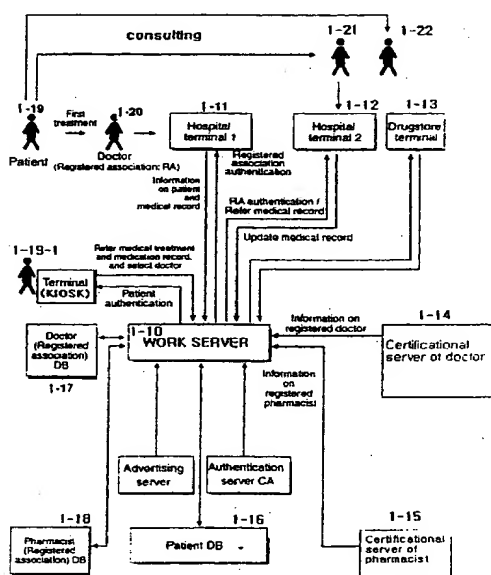 consulting
1-21
1-22
1-19
First
treatment
1-20
1-11
1-12
1-13
Patient
Doctor
(Registered association: RA)
Hospital
terminal 1
Hospital
terminal 2
Drugstore
terminal
Information
on patient
and
medical
record
Registered
association
authentication
RA authentication /
Refer medical record
Update medical record
1-19-1
Terminal
(KIOSK)
Refer medical treatment
and medication record,
and select doctor
Patient
authentication
1-10
WORK SERVER
Doctor
(Registered
association)
DB
1-17
Information on
registered doctor
1-14
Certificational
server of doctor
Information
on
registered
pharmacist
Advertising
server
Authentication
server CA
1-18
Pharmacist
(Registered
association) DB
1-16
Patient DB
1-15
Certificational
server of
pharmacist